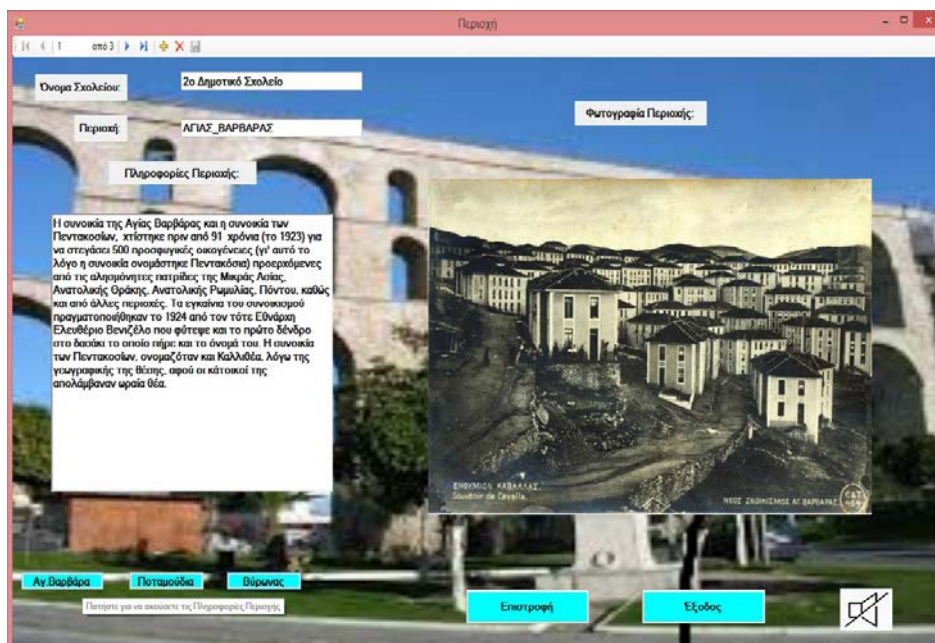 Περιοχή
1 από 3
Όνομα Σχολείου:
2ο Δημοτικό Σχολείο
Περιοχή:
ΑΓΙΑΣ_ΒΑΡΒΑΡΑΣ
Φωτογραφία Περιοχής:
Πληροφορίες Περιοχής:
Η συνοικία της Αγίας Βαρβάρας και η συνοικία των
Πεντακοσίων, χτίστηκε πριν από 91 χρόνια (το 1923) για
να στεγάσει 500 προσφυγικές οικογένειες (γι' αυτό το
λόγο η συνοικία ονομάστηκε Πεντακόσια) προερχόμενες
από τις αλησμόνητες πατρίδες της Μικράς Ασίας,
Ανατολικής Θράκης, Ανατολικής Ρωμυλίας, Πόντου, καθώς
και από άλλες περιοχές. Τα εγκαίνια του συνοικισμού
πραγματοποιήθηκαν το 1924 από τον τότε Εθνάρχη
Ελευθέριο Βενιζέλο που φύτεψε και το πρώτο δένδρο
στο δασάκι το οποίο πήρε και το όνομά του. Η συνοικία
των Πεντακοσίων, ονομαζόταν και Καλλιθέα, λόγω της
γεωγραφικής της θέσης, αφού οι κάτοικοί της
απολάμβαναν ωραία θέα.
ΕΝΘΥΜΙΟΝ ΚΑΒΑΛΛΑΣ.
Souvenir de Cavalla.
ΝΕΟΣ ΣΝΟΙΚΙΣΜΟΣ ΑΓ. ΒΑΡΒΑΡΑΣ
Αγ.Βαρβάρα
Ποταμούδια
Βύρωνας
Πατήστε για να ακούσετε τις Πληροφορίες Περιοχής
Επιστροφή
Έξοδος